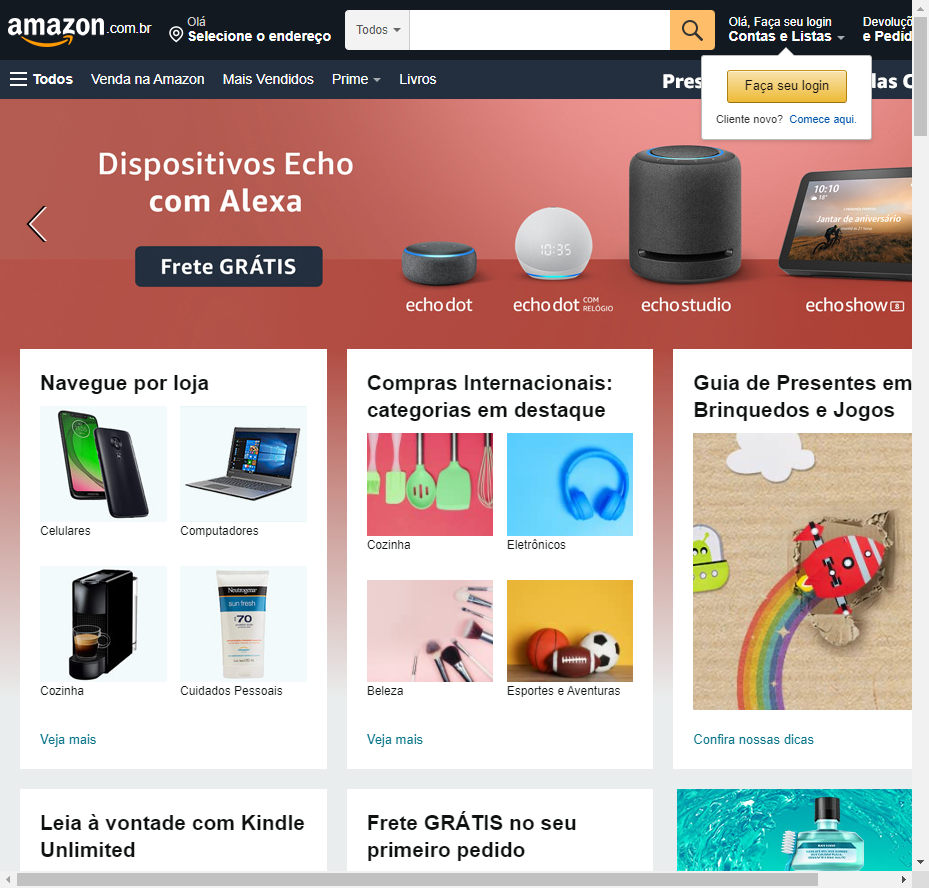 amazon.com.br
Olá
Selecione o endereço
Todos
Olá, Faça seu login
Contas e Listas
Devoluçõ
e Pedid
Todos
Venda na Amazon
Mais Vendidos
Prime
Livros
Pres
das C
Faça seu login
Cliente novo? Comece aqui.
Dispositivos Echo
com Alexa
Frete GRÁTIS
10:35
10:10
18°
Jantar de aniversário
echo dot
echo dot COM RELÓGIO
echo studio
echo show 8
Navegue por loja
Celulares
Computadores
Neutrogena
sun fresh
70
Cozinha
Cuidados Pessoais
Veja mais
Compras Internacionais:
categorias em destaque
Cozinha
Eletrônicos
Beleza
Esportes e Aventuras
Veja mais
Guia de Presentes em
Brinquedos e Jogos
Confira nossas dicas
Leia à vontade com Kindle
Unlimited
Frete GRÁTIS no seu
primeiro pedido